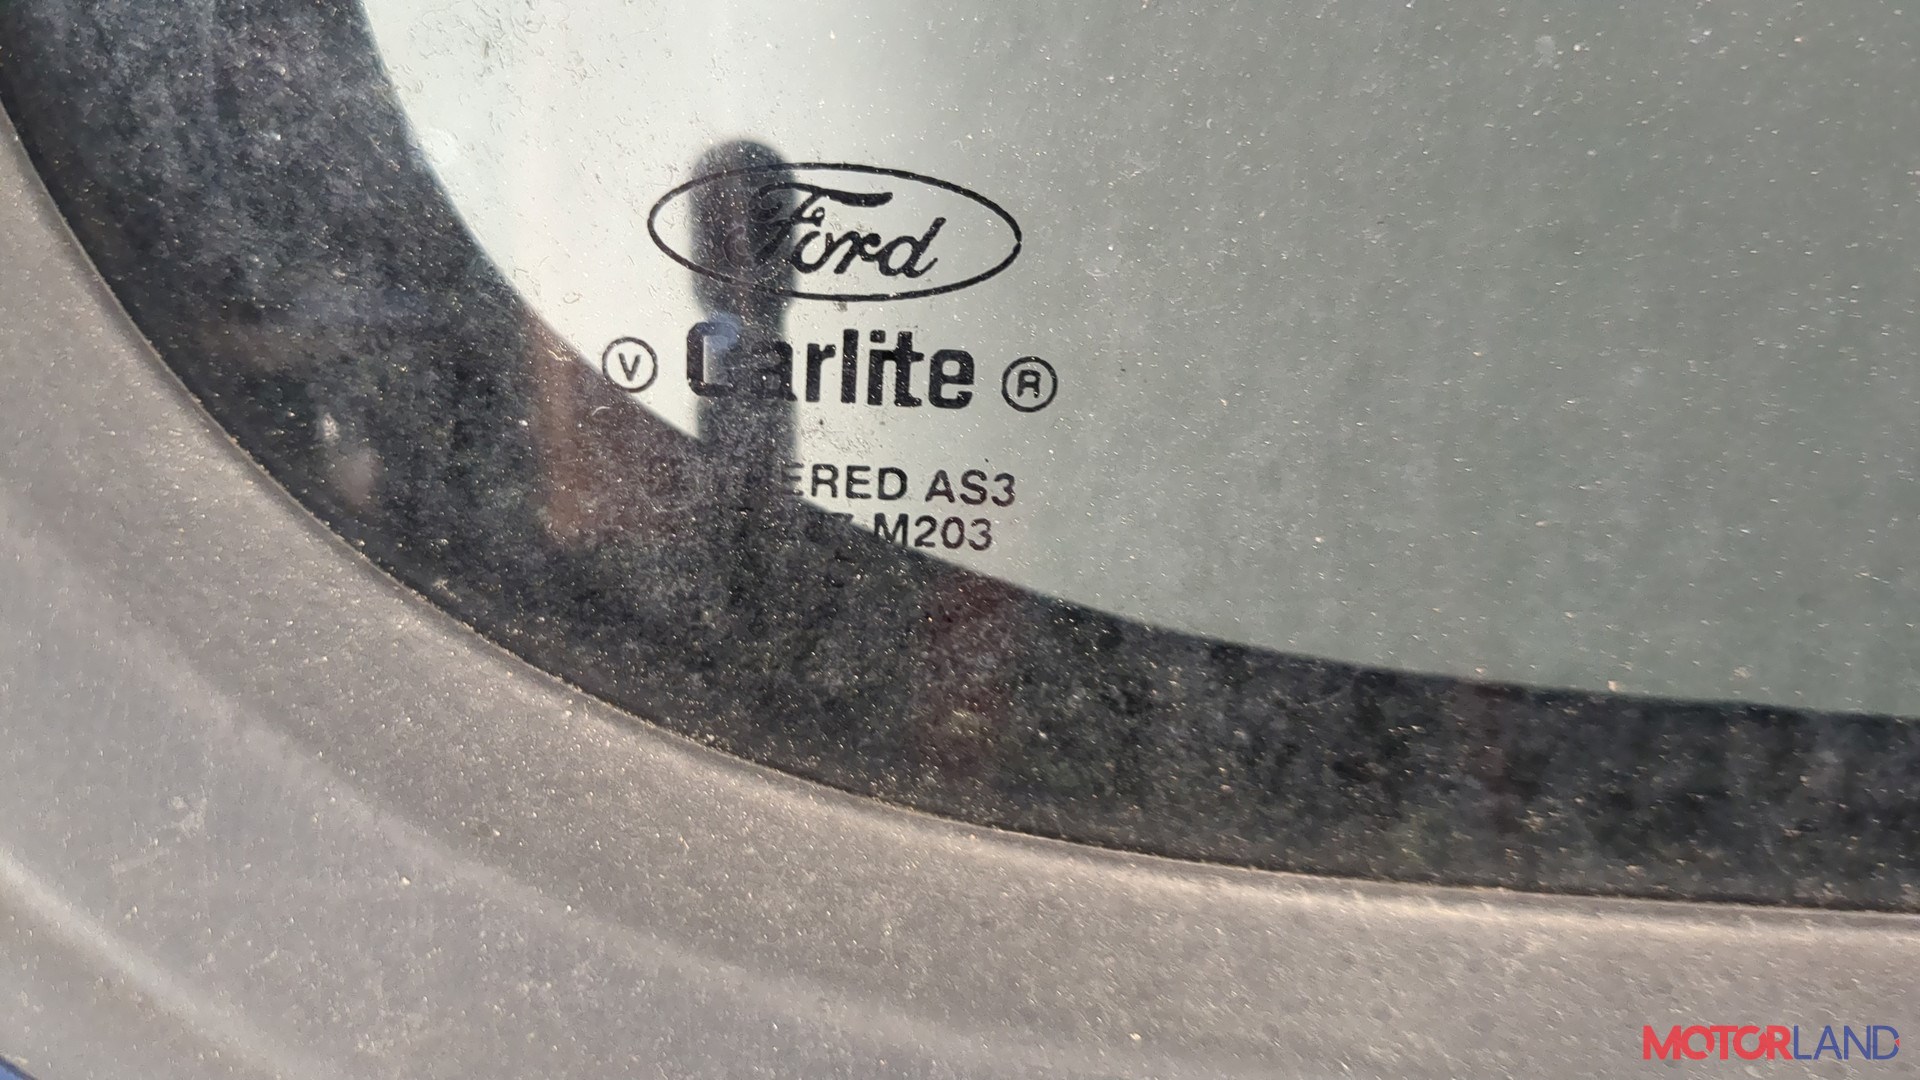 Ford
V Carlite R
AS3
M203
MOTORLAND